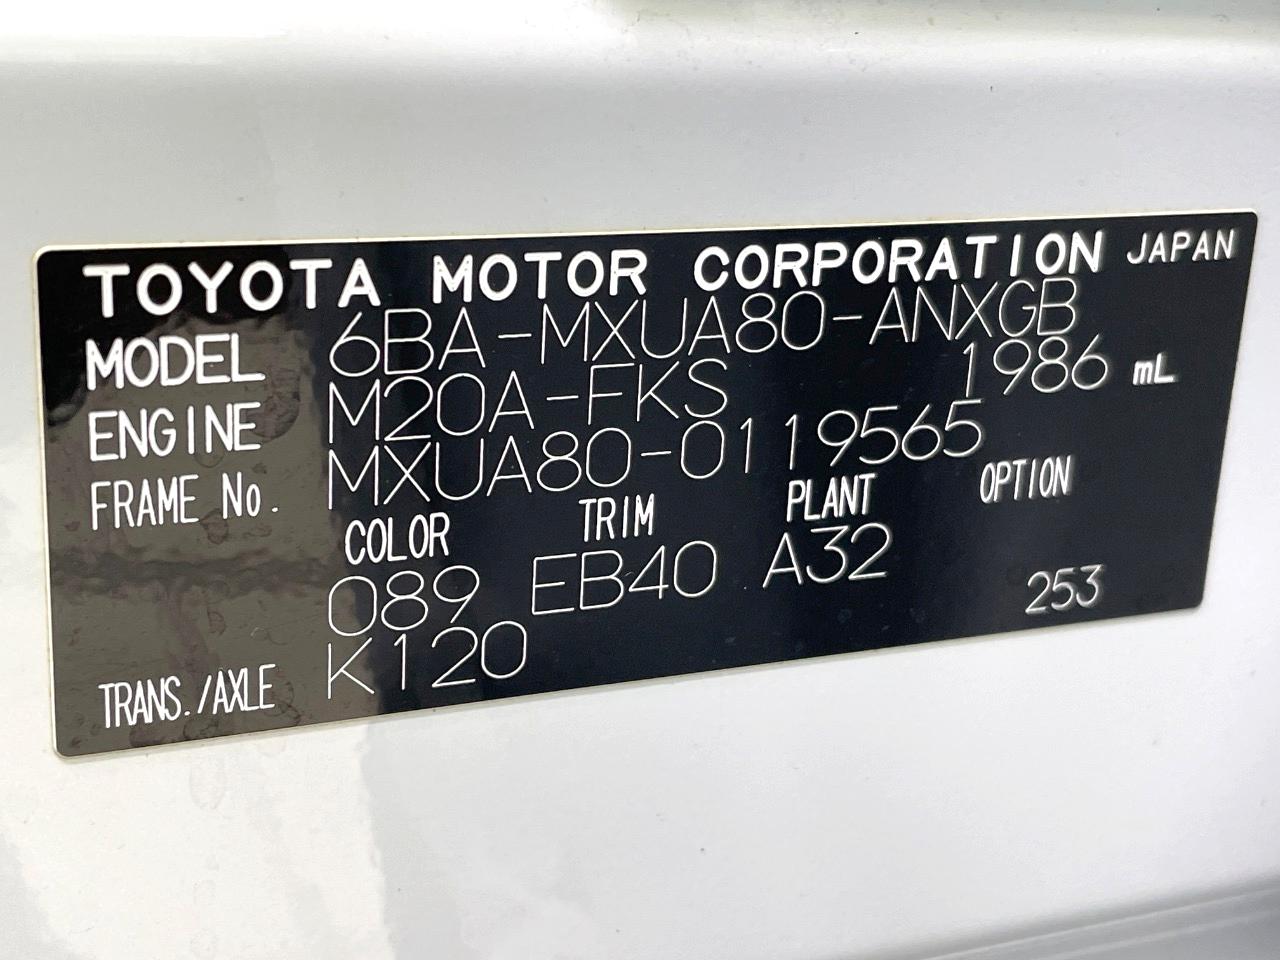 TOYOTA MOTOR CORPORATION JAPAN
MODEL 6BA-MXUA80-ANXGB
ENGINE M20A-FKS 1986 mL
FRAME No. MXUA80-0119565
COLOR TRIM PLANT OPTION
089 EB40 A32 253
TRANS./AXLE K120